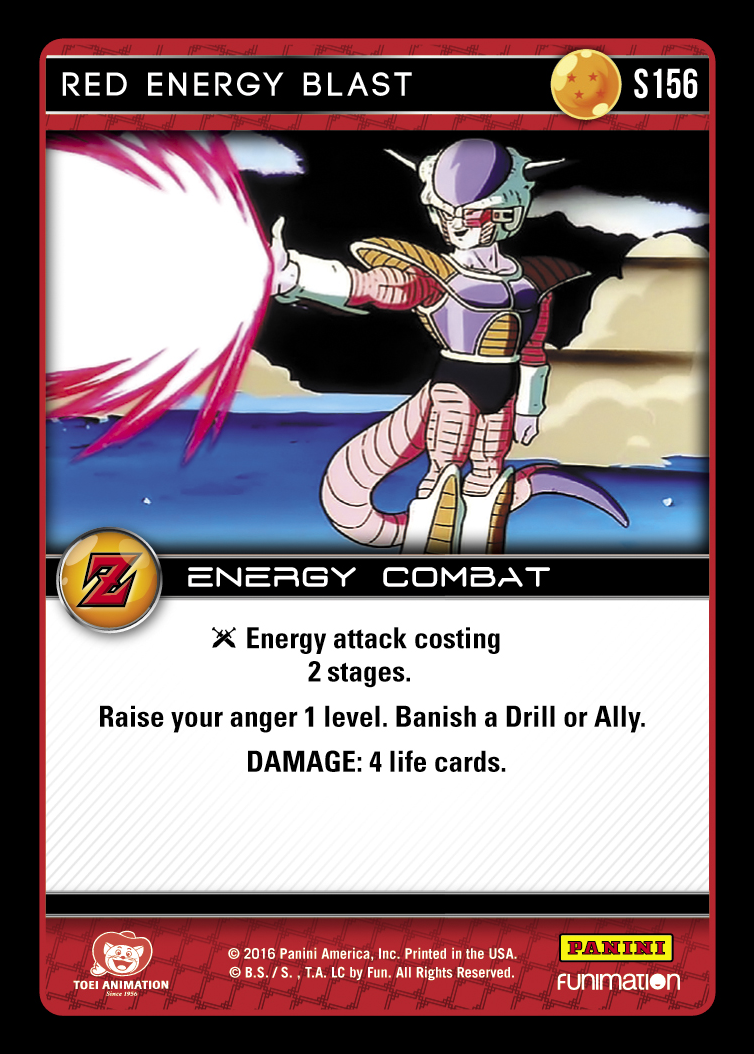 RED ENERGY BLAST
S156
Z
ENERGY COMBAT
Energy attack costing
2 stages.
Raise your anger 1 level. Banish a Drill or Ally.
DAMAGE: 4 life cards.
TOEI ANIMATION
Since 1956
© 2016 Panini America, Inc. Printed in the USA.
© B.S. / S. , T.A. LC by Fun. All Rights Reserved.
PANINI
FUNimation